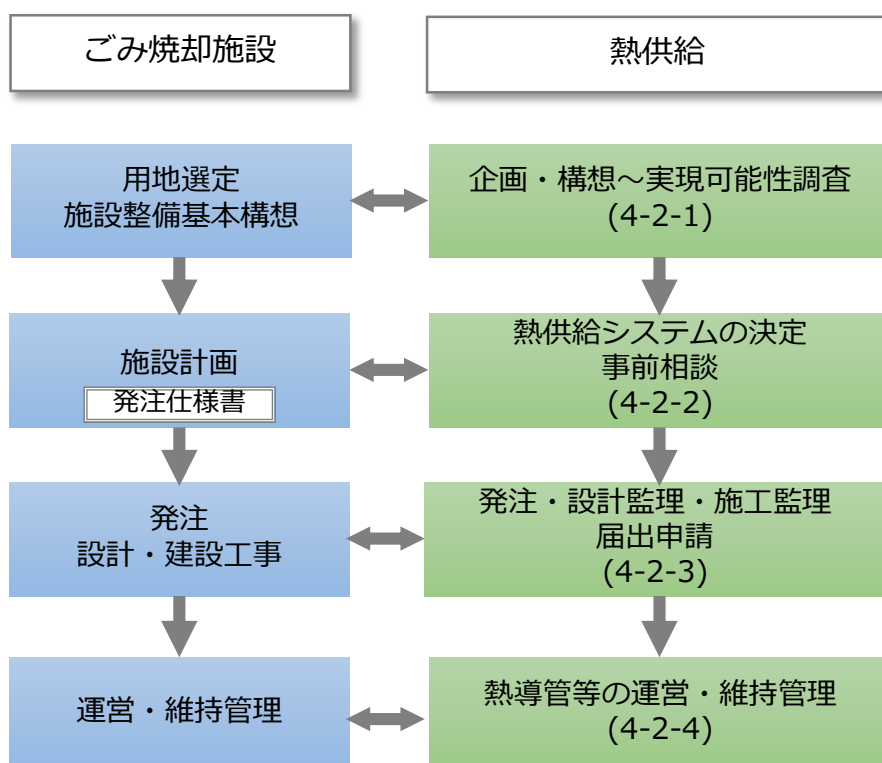 ごみ焼却施設
熱供給
用地選定
施設整備基本構想
企画・構想～実現可能性調査
(4-2-1)
施設計画
発注仕様書
熱供給システムの決定
事前相談
(4-2-2)
発注
設計・建設工事
発注・設計監理・施工監理
届出申請
(4-2-3)
運営・維持管理
熱導管等の運営・維持管理
(4-2-4)